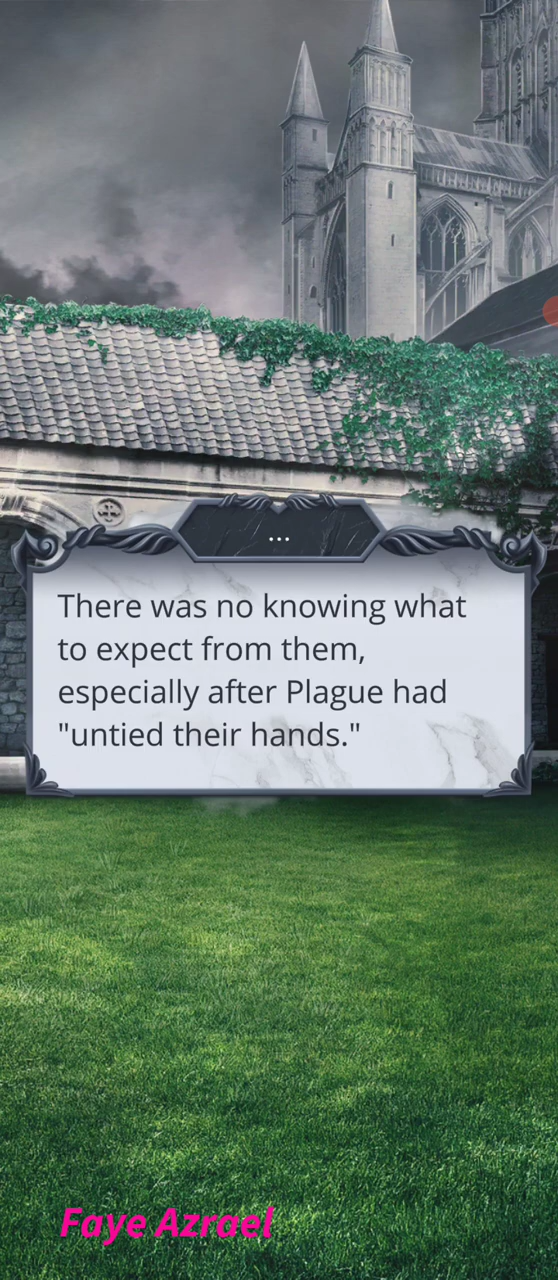 ...
There was no knowing what
to expect from them,
especially after Plague had
"untied their hands."
Faye Azrael